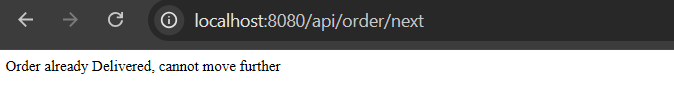 localhost:8080/api/order/next
Order already Delivered, cannot move further